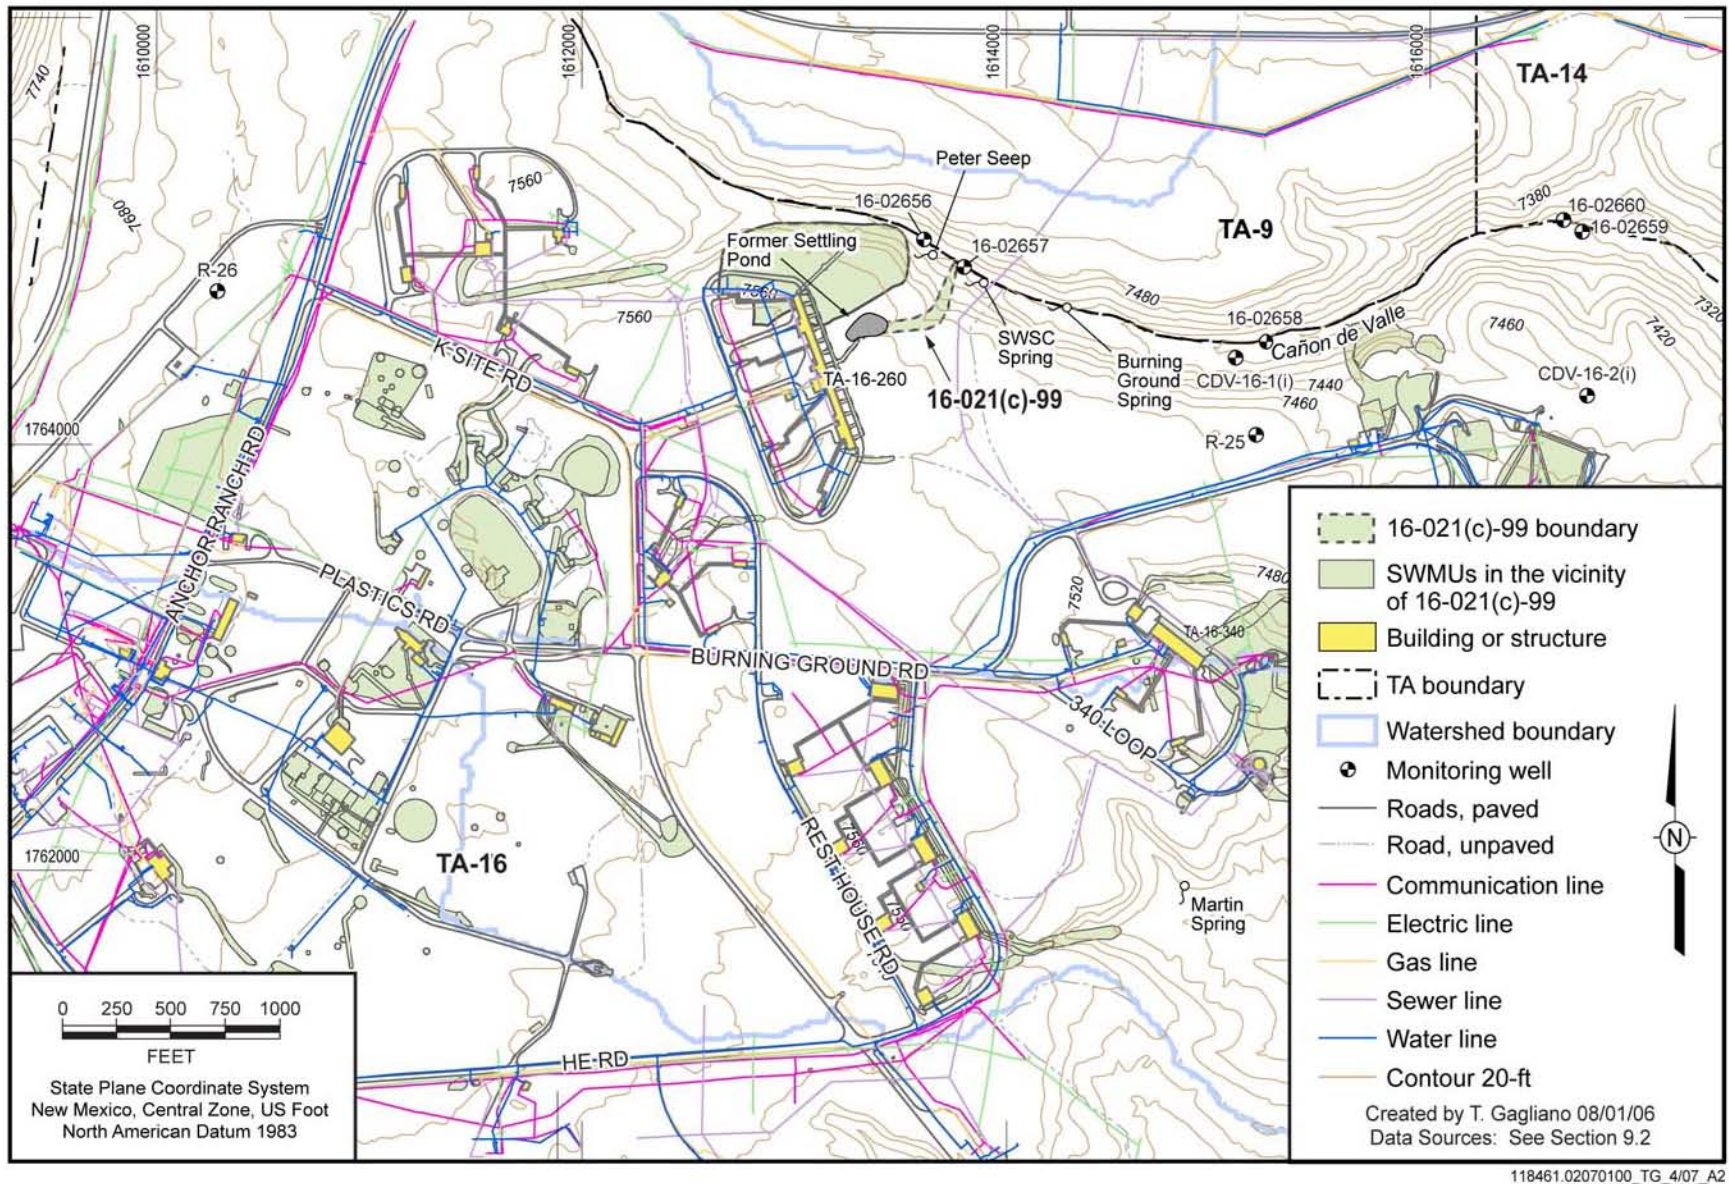 1610000
1612000
1614000
1616000
7740
TA-14
Peter Seep
7560
7680
16-02656
7380
16-02660
16-02659
TA-9
Former Settling
Pond
16-02657
R-26
7560
7480
7320
7560
16-02658
7460
7420
SWSC
Spring
Cañon de Valle
K-SITE RD
Burning
Ground
Spring
TA-16-260
CDV-16-1(i)
7440
CDV-16-2(i)
16-021(c)-99
7460
1764000
R-25
ANCHOR RANCH RD
PLASTICS RD
7520
7480
TA-16-340
BURNING GROUND RD
340 LOOP
REST HOUSE RD
7560
7550
1762000
TA-16
Martin
Spring
HE RD
16-021(c)-99 boundary
SWMUs in the vicinity
of 16-021(c)-99
Building or structure
TA boundary
Watershed boundary
Monitoring well
Roads, paved
Road, unpaved
Communication line
Electric line
Gas line
Sewer line
Water line
Contour 20-ft
Created by T. Gagliano 08/01/06
Data Sources: See Section 9.2
N
0 250 500 750 1000
FEET
State Plane Coordinate System
New Mexico, Central Zone, US Foot
North American Datum 1983
118461.02070100_TG_4/07_A2